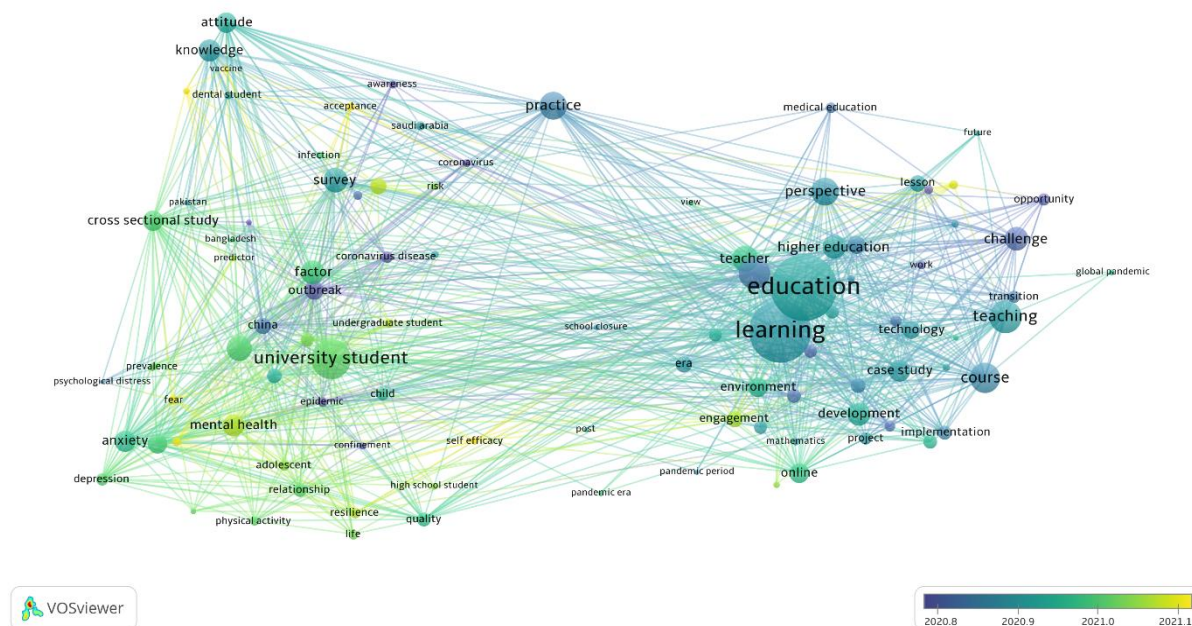 attitude
knowledge
vaccine
awareness
dental student
acceptance
practice
medical education
saudi arabia
future
infection
coronavirus
survey
risk
perspective
lesson
pakistan
view
opportunity
cross sectional study
bangladesh
challenge
predictor
coronavirus disease
teacher
higher education
work
factor
global pandemic
outbreak
education
transition
china
undergraduate student
school closure
learning
technology
teaching
university student
prevalence
era
case study
psychological distress
course
fear
epidemic
child
environment
mental health
engagement
development
anxiety
confinement
self efficacy
post
mathematics
project
implementation
adolescent
depression
relationship
high school student
pandemic period
online
physical activity
resilience
quality
pandemic era
life
VOSviewer
2020.8 2020.9 2021.0 2021.1